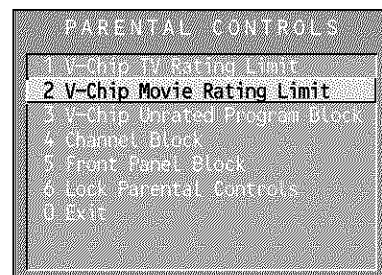 PARENTAL CONTROLS
1 V-Chip TV Rating Limit
2 V-Chip Movie Rating Limit
3 V-Chip Unrated Program Block
4 Channel Block
5 Front Panel Block
6 Lock Parental Controls
0 Exit